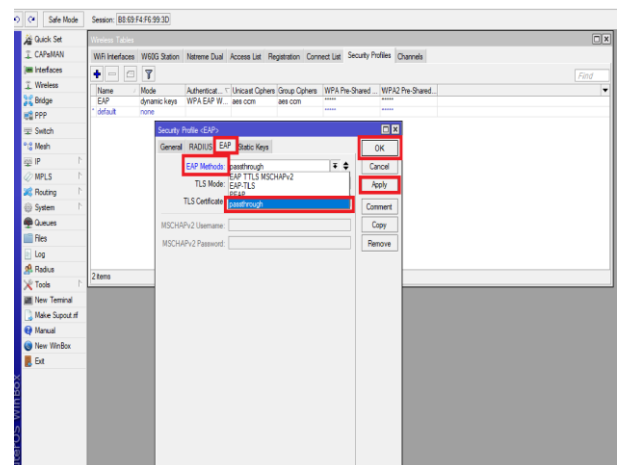 Safe Mode
Session: B8:69:F4:F6:99:3D
Quick Set
CAPsMAN
Interfaces
Wireless
Bridge
PPP
Switch
Mesh
IP
MPLS
Routing
System
Queues
Files
Log
Radius
Tools
New Terminal
Make Supout.rif
Manual
New WinBox
Exit
Wireless Tables
WiFi Interfaces W60G Station Nstreme Dual Access List Registration Connect List Security Profiles Channels
Find
Name Mode Authenticat... Unicast Ciphers Group Ciphers WPA Pre-Shared ... WPA2 Pre-Shared...
EAP dynamic keys WPA EAP W... aes ccm aes ccm ***** *****
* default none ***** *****
2 items
Security Profile <EAP>
General RADIUS EAP Static Keys
EAP Methods: passthrough
EAP TTLS MSCHAPv2
EAP-TLS
PEAP
passthrough
TLS Mode:
TLS Certificate
MSCHAPv2 Username:
MSCHAPv2 Password:
OK
Cancel
Apply
Comment
Copy
Remove